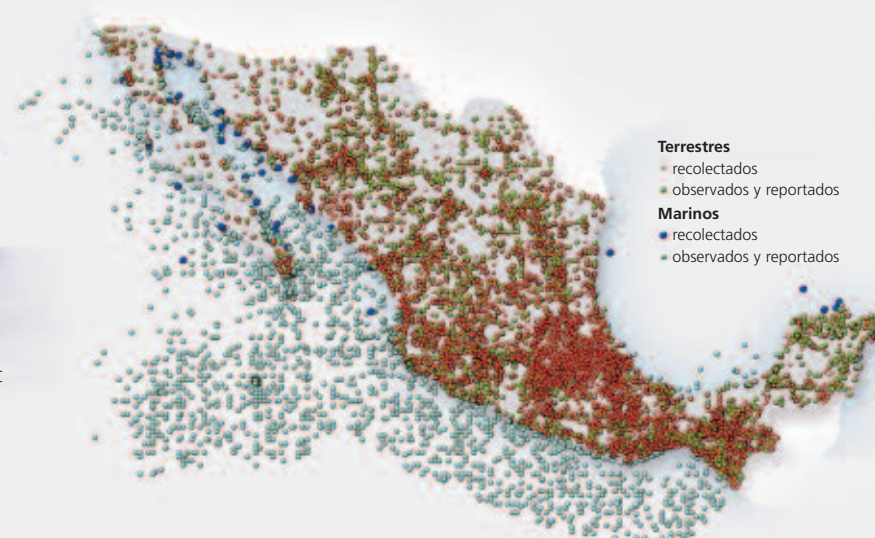 Terrestres
recolectados
observados y reportados
Marinos
recolectados
observados y reportados